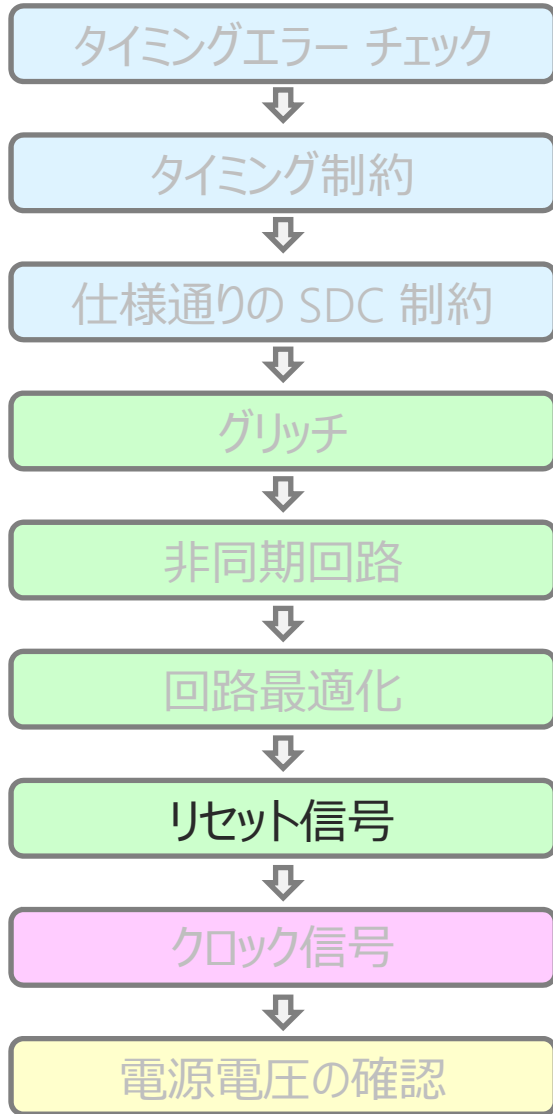 タイミングエラー チェック
タイミング制約
仕様通りの SDC 制約
グリッチ
非同期回路
回路最適化
リセット信号
クロック信号
電源電圧の確認